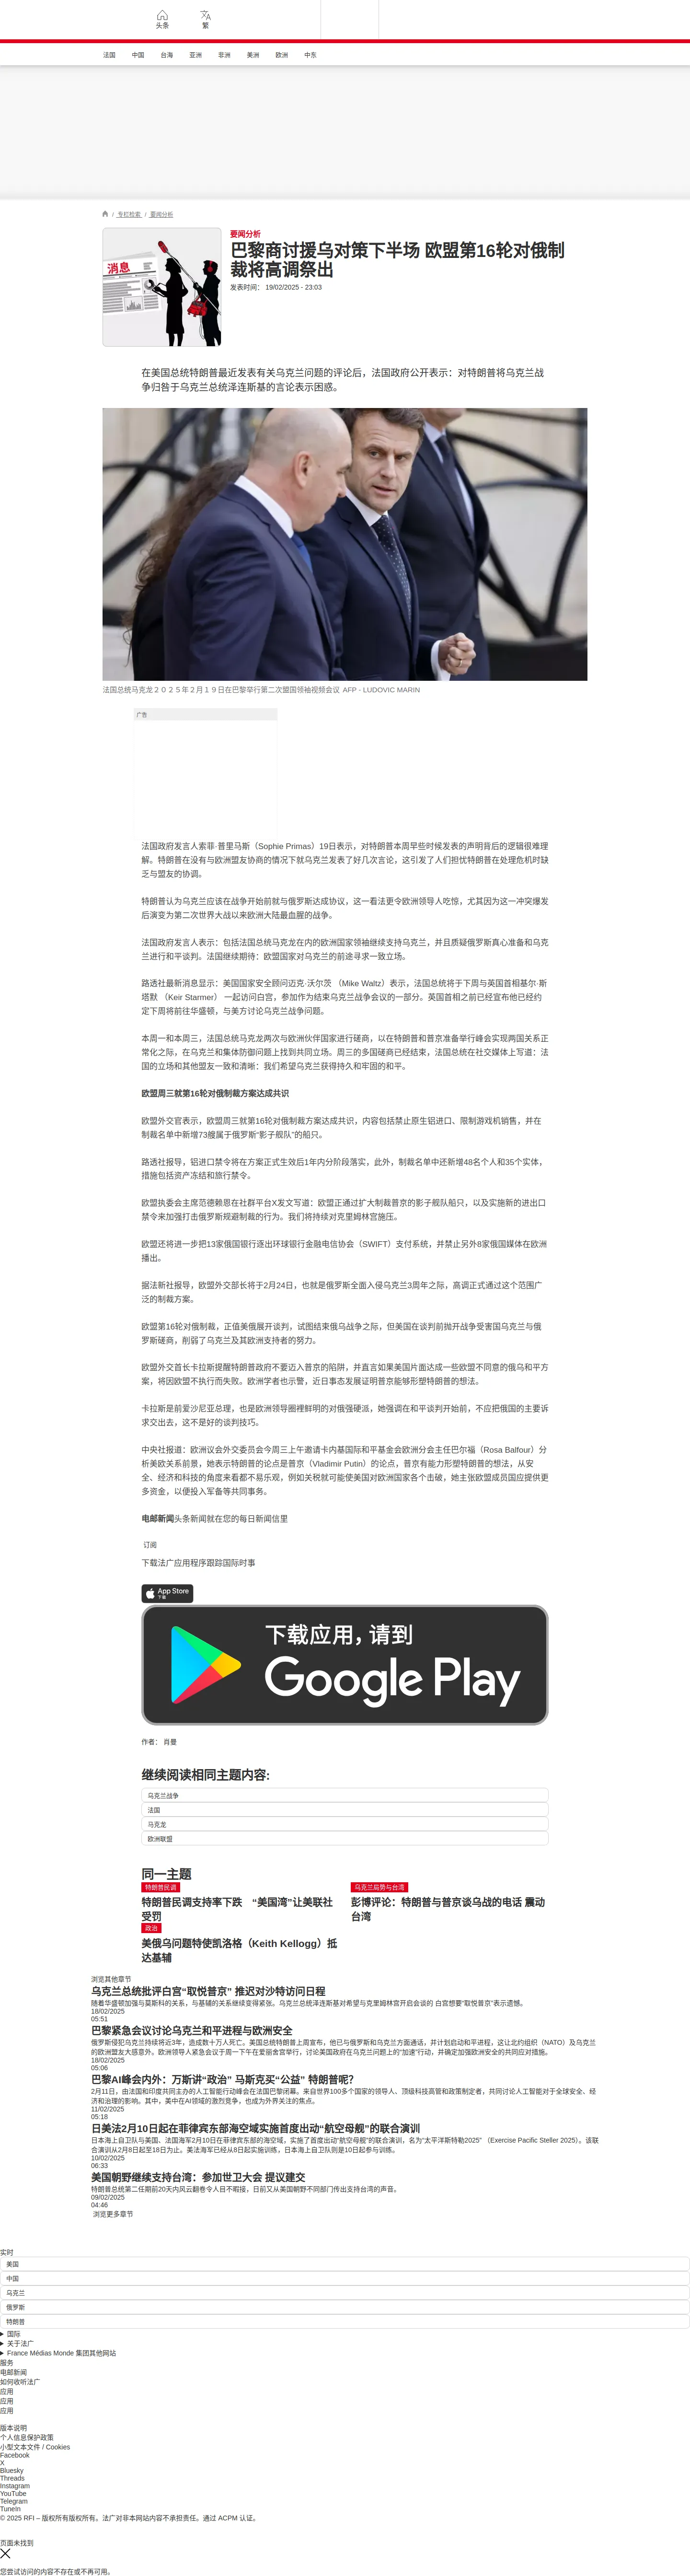 头条
繁
法国
中国
台海
亚洲
非洲
美洲
欧洲
中东
/ 专栏检索 / 要闻分析
消息
要闻分析
巴黎商讨援乌对策下半场 欧盟第16轮对俄制
裁将高调祭出
发表时间： 19/02/2025 - 23:03
在美国总统特朗普最近发表有关乌克兰问题的评论后，法国政府公开表示：对特朗普将乌克兰战
争归咎于乌克兰总统泽连斯基的言论表示困惑。
法国总统马克龙２０２５年２月１９日在巴黎举行第二次盟国领袖视频会议 AFP - LUDOVIC MARIN
广告
法国政府发言人索菲·普里马斯（Sophie Primas）19日表示，对特朗普本周早些时候发表的声明背后的逻辑很难理
解。特朗普在没有与欧洲盟友协商的情况下就乌克兰发表了好几次言论，这引发了人们担忧特朗普在处理危机时缺
乏与盟友的协调。
特朗普认为乌克兰应该在战争开始前就与俄罗斯达成协议，这一看法更令欧洲领导人吃惊，尤其因为这一冲突爆发
后演变为第二次世界大战以来欧洲大陆最血腥的战争。
法国政府发言人表示：包括法国总统马克龙在内的欧洲国家领袖继续支持乌克兰，并且质疑俄罗斯真心准备和乌克
兰进行和平谈判。法国继续期待：欧盟国家对乌克兰的前途寻求一致立场。
路透社最新消息显示：美国国家安全顾问迈克·沃尔茨 （Mike Waltz）表示，法国总统将于下周与英国首相基尔·斯
塔默 （Keir Starmer） 一起访问白宫，参加作为结束乌克兰战争会议的一部分。英国首相之前已经宣布他已经约
定下周将前往华盛顿，与美方讨论乌克兰战争问题。
本周一和本周三，法国总统马克龙两次与欧洲伙伴国家进行磋商，以在特朗普和普京准备举行峰会实现两国关系正
常化之际，在乌克兰和集体防御问题上找到共同立场。周三的多国磋商已经结束，法国总统在社交媒体上写道：法
国的立场和其他盟友一致和清晰：我们希望乌克兰获得持久和牢固的和平。
欧盟周三就第16轮对俄制裁方案达成共识
欧盟外交官表示，欧盟周三就第16轮对俄制裁方案达成共识，内容包括禁止原生铝进口、限制游戏机销售，并在
制裁名单中新增73艘属于俄罗斯“影子舰队”的船只。
路透社报导，铝进口禁令将在方案正式生效后1年内分阶段落实，此外，制裁名单中还新增48名个人和35个实体，
措施包括资产冻结和旅行禁令。
欧盟执委会主席范德赖恩在社群平台X发文写道：欧盟正通过扩大制裁普京的影子舰队船只，以及实施新的进出口
禁令来加强打击俄罗斯规避制裁的行为。我们将持续对克里姆林宫施压。
欧盟还将进一步把13家俄国银行逐出环球银行金融电信协会（SWIFT）支付系统，并禁止另外8家俄国媒体在欧洲
播出。
据法新社报导，欧盟外交部长将于2月24日，也就是俄罗斯全面入侵乌克兰3周年之际，高调正式通过这个范围广
泛的制裁方案。
欧盟第16轮对俄制裁，正值美俄展开谈判，试图结束俄乌战争之际，但美国在谈判前抛开战争受害国乌克兰与俄
罗斯磋商，削弱了乌克兰及其欧洲支持者的努力。
欧盟外交首长卡拉斯提醒特朗普政府不要迈入普京的陷阱，并直言如果美国片面达成一些欧盟不同意的俄乌和平方
案，将因欧盟不执行而失败。欧洲学者也示警，近日事态发展证明普京能够形塑特朗普的想法。
卡拉斯是前爱沙尼亚总理，也是欧洲领导圈裡鲜明的对俄强硬派，她强调在和平谈判开始前，不应把俄国的主要诉
求交出去，这不是好的谈判技巧。
中央社报道：欧洲议会外交委员会今周三上午邀请卡内基国际和平基金会欧洲分会主任巴尔福（Rosa Balfour）分
析美欧关系前景，她表示特朗普的论点是普京（Vladimir Putin）的论点，普京有能力形塑特朗普的想法，从安
全、经济和科技的角度来看都不易乐观，例如关税就可能使美国对欧洲国家各个击破，她主张欧盟成员国应提供更
多资金，以便投入军备等共同事务。
电邮新闻头条新闻就在您的每日新闻信里
订阅
下载法广应用程序跟踪国际时事
App Store
下载
下载应用，请到
Google Play
作者： 肖曼
继续阅读相同主题内容:
乌克兰战争
法国
马克龙
欧洲联盟
同一主题
特朗普民调
特朗普民调支持率下跌　“美国湾”让美联社
受罚
乌克兰局势与台湾
彭博评论：特朗普与普京谈乌战的电话 震动
台湾
政治
美俄乌问题特使凯洛格（Keith Kellogg）抵
达基辅
浏览其他章节
乌克兰总统批评白宫“取悦普京” 推迟对沙特访问日程
随着华盛顿加强与莫斯科的关系，与基辅的关系继续变得紧张。乌克兰总统泽连斯基对希望与克里姆林宫开启会谈的 白宫想要“取悦普京”表示遗憾。
18/02/2025
05:51
巴黎紧急会议讨论乌克兰和平进程与欧洲安全
俄罗斯侵犯乌克兰持续将近3年，造成数十万人死亡。美国总统特朗普上周宣布，他已与俄罗斯和乌克兰方面通话，并计划启动和平进程，这让北约组织（NATO）及乌克兰
的欧洲盟友大感意外。欧洲领导人紧急会议于周一下午在爱丽舍宫举行，讨论美国政府在乌克兰问题上的“加速”行动，并确定加强欧洲安全的共同应对措施。
18/02/2025
05:06
巴黎AI峰会内外：万斯讲“政治” 马斯克买“公益” 特朗普呢？
2月11日，由法国和印度共同主办的人工智能行动峰会在法国巴黎闭幕。来自世界100多个国家的领导人、顶级科技高管和政策制定者，共同讨论人工智能对于全球安全、经
济和治理的影响。其中，美中在AI领域的激烈竞争，也成为外界关注的焦点。
11/02/2025
05:18
日美法2月10日起在菲律宾东部海空域实施首度出动“航空母舰”的联合演训
日本海上自卫队与美国、法国海军2月10日在菲律宾东部的海空域，实施了首度出动“航空母舰”的联合演训，名为“太平洋斯特勒2025” （Exercise Pacific Steller 2025）。该联
合演训从2月8日起至18日为止。美法海军已经从8日起实施训练，日本海上自卫队则是10日起参与训练。
10/02/2025
06:33
美国朝野继续支持台湾：参加世卫大会 提议建交
特朗普总统第二任期前20天内风云翻卷令人目不暇接，日前又从美国朝野不同部门传出支持台湾的声音。
09/02/2025
04:46
浏览更多章节
实时
美国
中国
乌克兰
俄罗斯
特朗普
国际
关于法广
France Médias Monde 集团其他网站
服务
电邮新闻
如何收听法广
应用
应用
应用
版本说明
个人信息保护政策
小型文本文件 / Cookies
Facebook
X
Bluesky
Threads
Instagram
YouTube
Telegram
TuneIn
© 2025 RFI – 版权所有版权所有。法广对非本网站内容不承担责任。通过 ACPM 认证。
页面未找到
您尝试访问的内容不存在或不再可用。